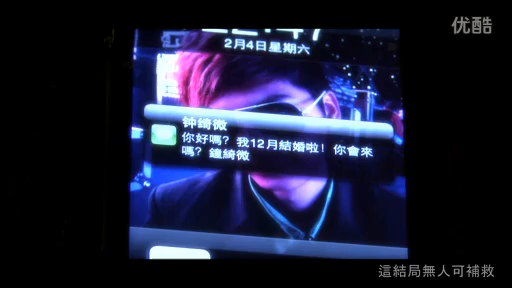 优酷
2月4日星期六
钟绮微
你好嗎？我12月結婚啦！你會來
嗎？鐘綺微
這結局無人可補救